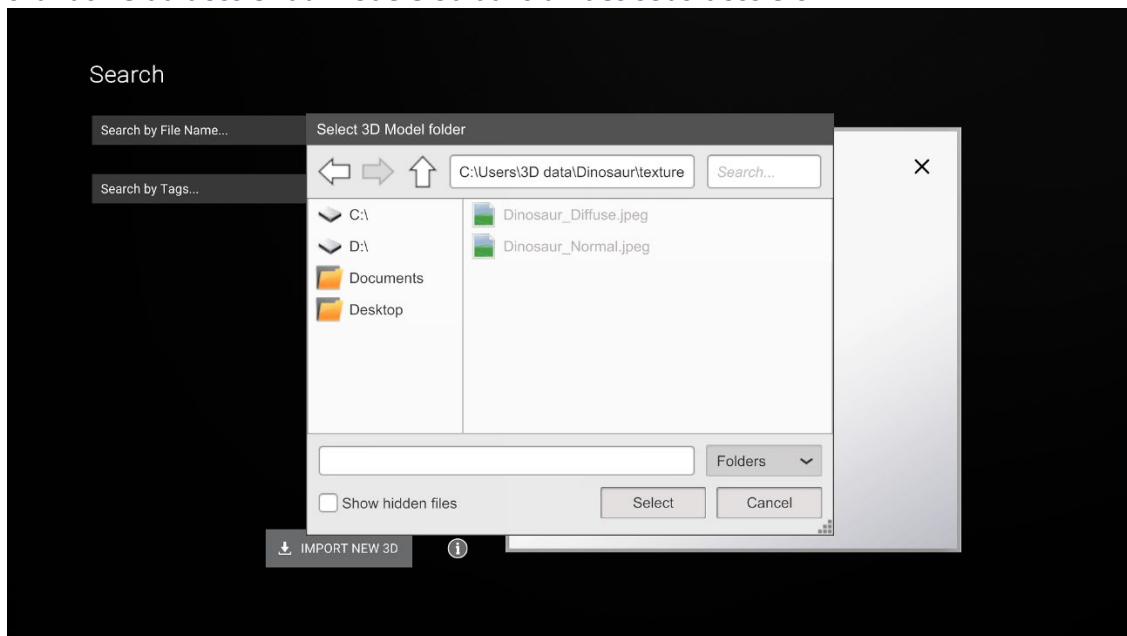 Search
Search by File Name...
Search by Tags...
Select 3D Model folder
C:\Users\3D data\Dinosaur\texture
Search...
C:\
D:\
Documents
Desktop
Dinosaur_Diffuse.jpeg
Dinosaur_Normal.jpeg
Folders
Show hidden files
Select
Cancel
IMPORT NEW 3D